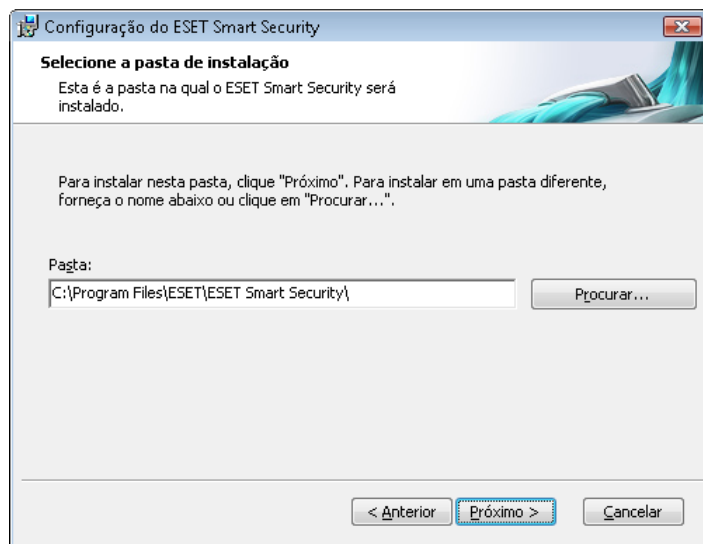 Configuração do ESET Smart Security
Selecione a pasta de instalação
Esta é a pasta na qual o ESET Smart Security será
instalado.
Para instalar nesta pasta, clique "Próximo". Para instalar em uma pasta diferente,
forneça o nome abaixo ou clique em "Procurar...".
Pasta:
C:\Program Files\ESET\ESET Smart Security\
Procurar...
< Anterior
Próximo >
Cancelar